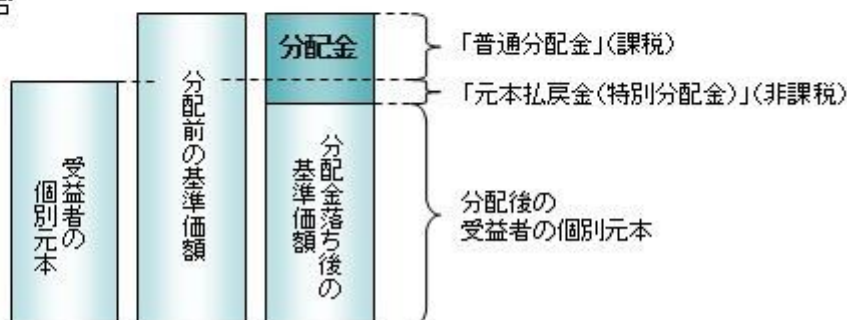 分配金
「普通分配金」(課税)
「元本払戻金(特別分配金)」(非課税)
受益者の
個別元本
分配前の基準価額
分配金落ち後の
基準価額
分配後の
受益者の個別元本